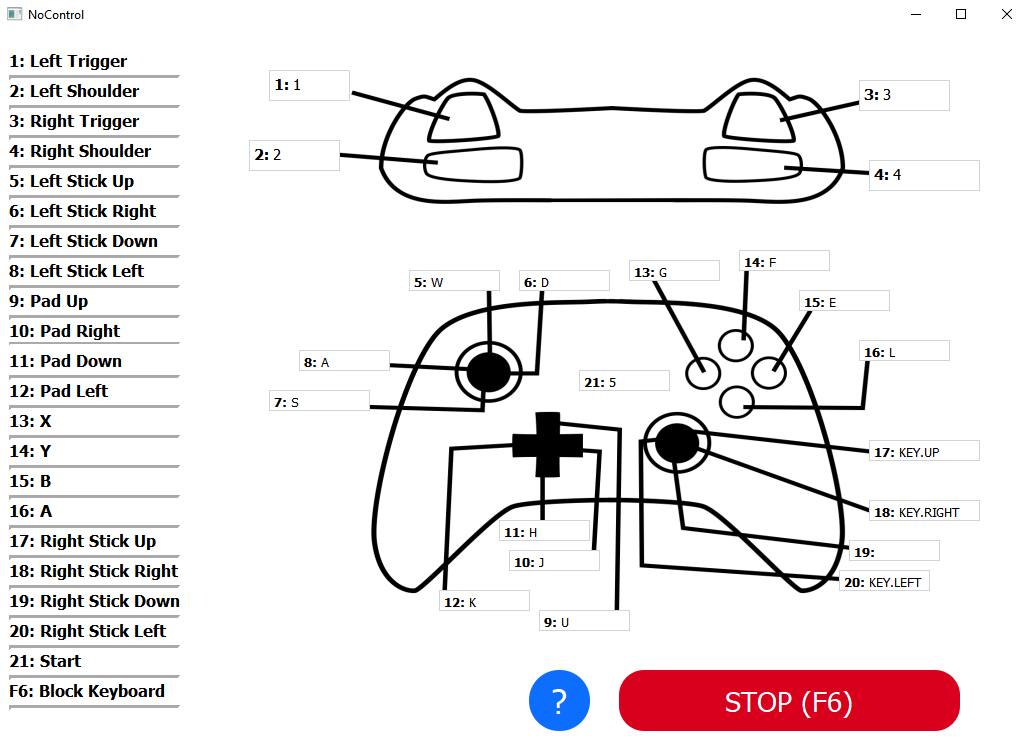 NoControl
1: Left Trigger
2: Left Shoulder
3: Right Trigger
4: Right Shoulder
5: Left Stick Up
6: Left Stick Right
7: Left Stick Down
8: Left Stick Left
9: Pad Up
10: Pad Right
11: Pad Down
12: Pad Left
13: X
14: Y
15: B
16: A
17: Right Stick Up
18: Right Stick Right
19: Right Stick Down
20: Right Stick Left
21: Start
F6: Block Keyboard
1: 1
3: 3
2: 2
4: 4
14: F
13: G
5: W
6: D
15: E
16: L
8: A
21: 5
7: S
17: KEY.UP
18: KEY.RIGHT
11: H
19:
10: J
20: KEY.LEFT
12: K
9: U
?
STOP (F6)